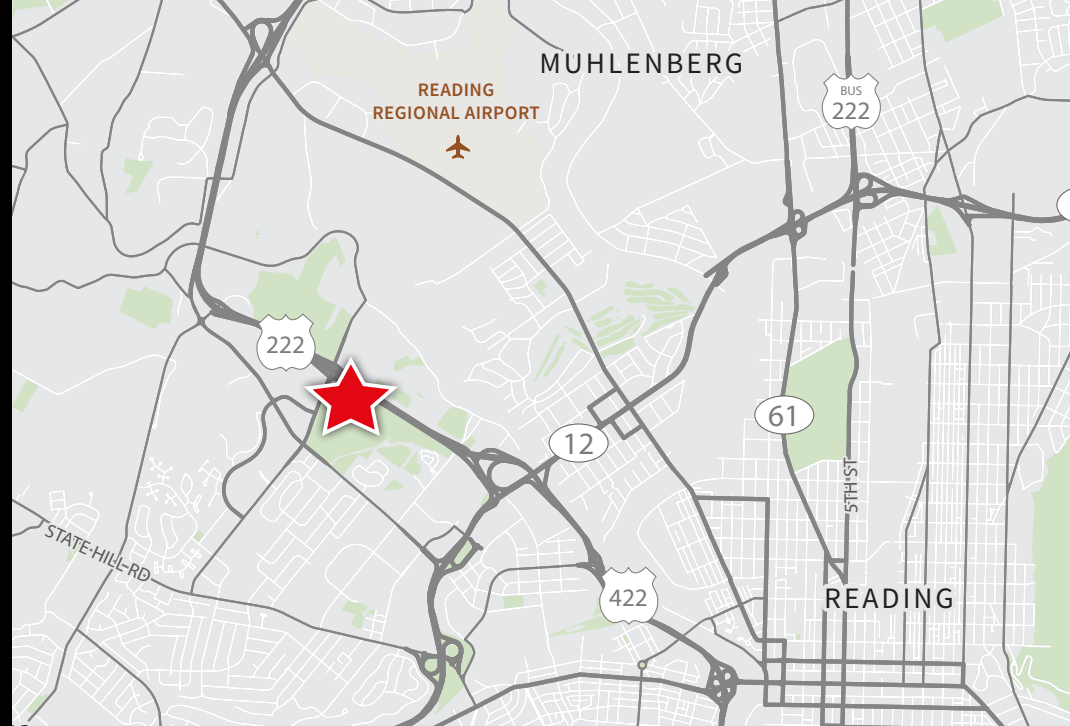 MUHLENBERG
READING
REGIONAL AIRPORT
BUS
222
222
61
12
5TH ST
STATE HILL RD
422
READING